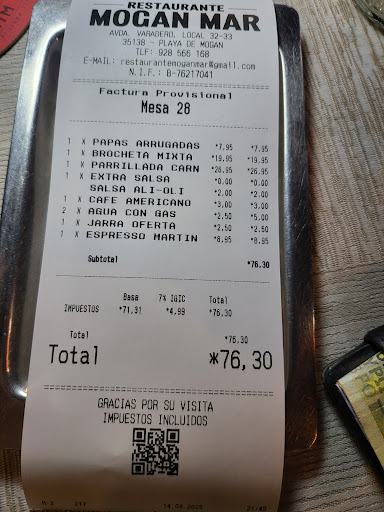 RESTAURANTE
MOGAN MAR
AVDA. VARADERO, LOCAL 32-33
35138 - PLAYA DE MOGAN
TEL: 928 566 168
E-MAIL: restaurantemoganmar@gmail.com
N.I.F.: B-76217041
Factura Provisional
Mesa 28
1 X PAPAS ARRUGADAS *7.95 *7.95
1 X BROCHETA MIXTA *19.95 *19.95
1 X PARRILLADA CARN *26.95 *26.95
1 X EXTRA SALSA *0.00 *0.00
SALSA ALI-OLI *2.00 *2.00
1 X CAFE AMERICANO *3.00 *3.00
2 X AGUA CON GAS *2.50 *5.00
1 X JARRA OFERTA *2.50 *2.50
1 X ESPRESSO MARTIN *8.95 *8.95
Subtotal *76.30
Base 7% IGIC Total
IMPUESTOS *71.31 *4.99 *76.30
Total *76.30
Total *76,30
GRACIAS POR SU VISITA
IMPUESTOS INCLUIDOS